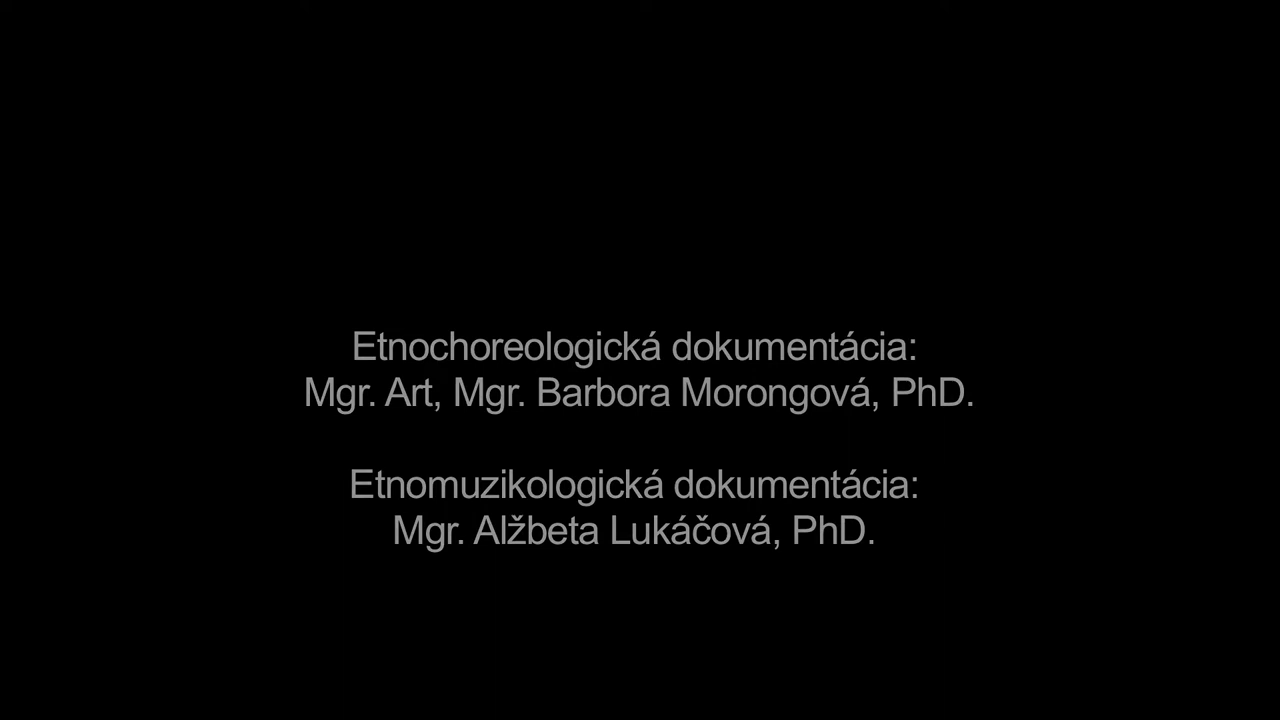 Etnochoreologická dokumentácia:
Mgr. Art, Mgr. Barbora Morongová, PhD.
Etnomuzikologická dokumentácia:
Mgr. Alžbeta Lukáčová, PhD.